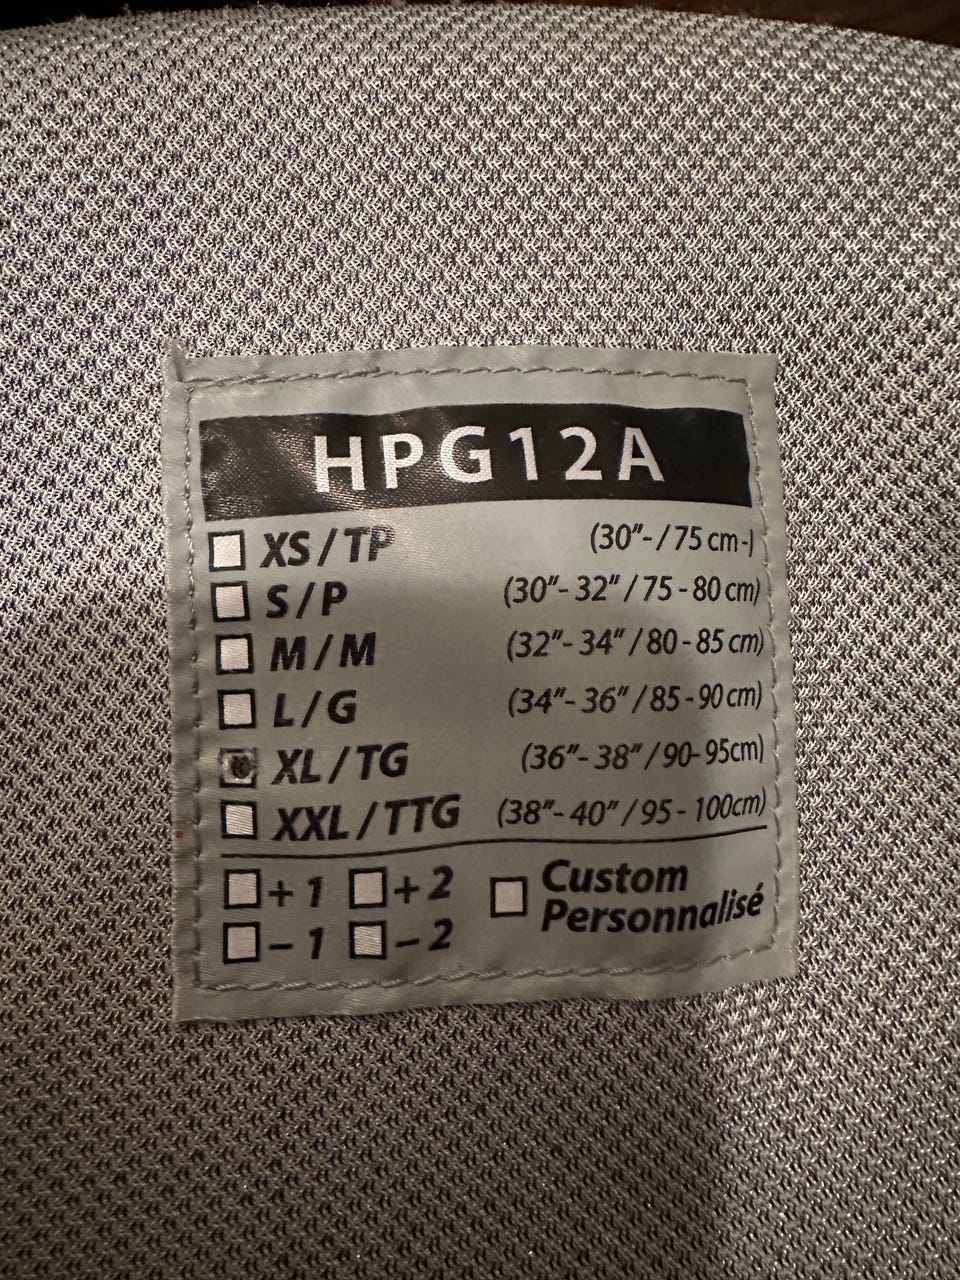 HPG12A
XS/TP (30"-/75 cm-)
S/P (30"-32"/75-80 cm)
M/M (32"-34"/80-85 cm)
L/G (34"-36"/85-90 cm)
XL/TG (36"-38"/90-95cm)
XXL/TTG (38"-40"/95-100cm)
+1 +2 Custom
Personnalisé
-1 -2